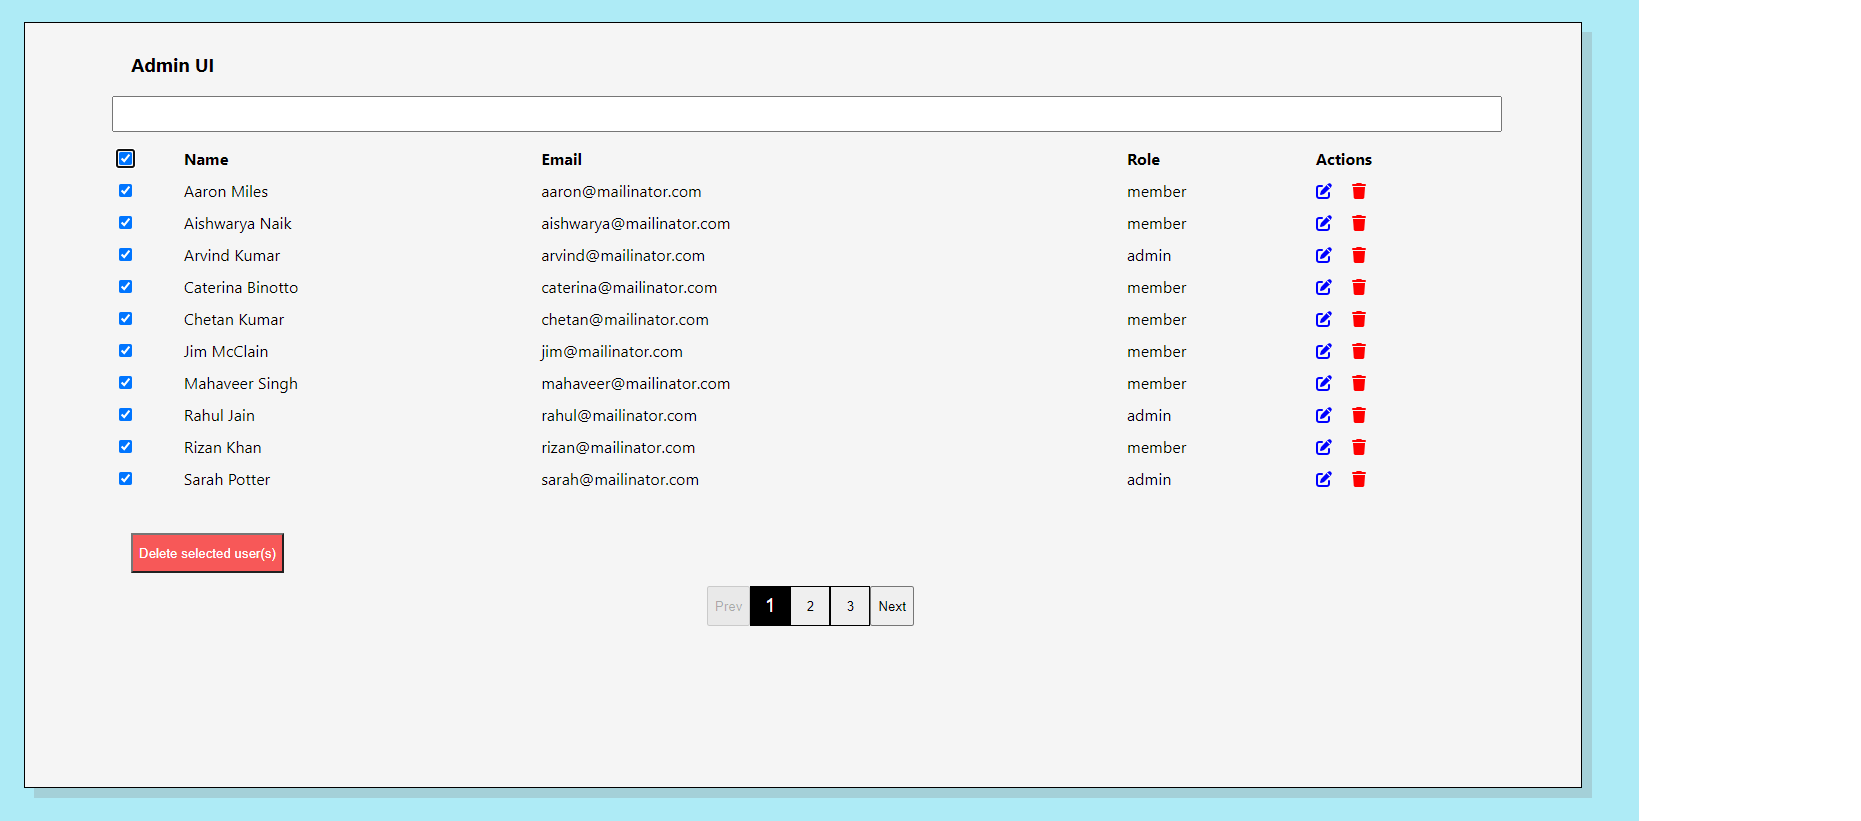 Admin UI
Name Email Role Actions
Aaron Miles aaron@mailinator.com member
Aishwarya Naik aishwarya@mailinator.com member
Arvind Kumar arvind@mailinator.com admin
Caterina Binotto caterina@mailinator.com member
Chetan Kumar chetan@mailinator.com member
Jim McClain jim@mailinator.com member
Mahaveer Singh mahaveer@mailinator.com member
Rahul Jain rahul@mailinator.com admin
Rizan Khan rizan@mailinator.com member
Sarah Potter sarah@mailinator.com admin
Delete selected user(s)
Prev 1 2 3 Next